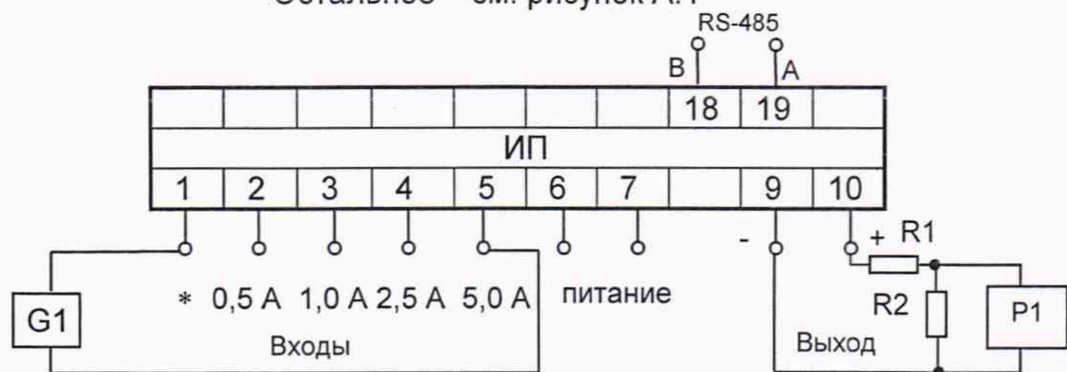 RS-485
B A
18 19
ИП
1 2 3 4 5 6 7 9 10
- + R1
* 0,5 А 1,0 А 2,5 А 5,0 А питание
G1 R2 P1
Входы Выход